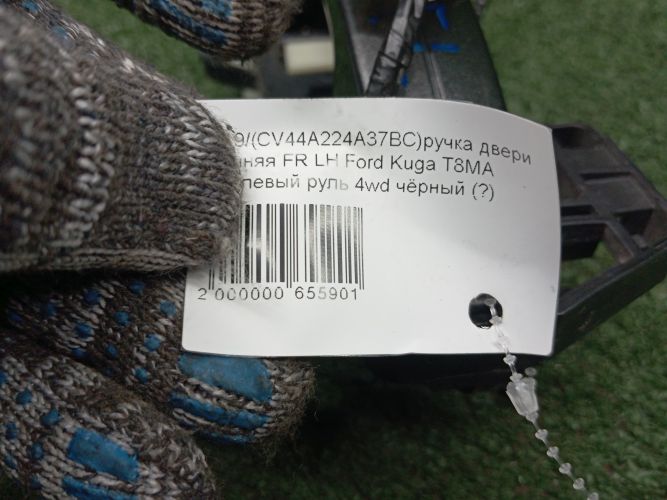 9/(CV44A224A37BC)ручка двери
няя FR LH Ford Kuga T8MA
левый руль 4wd чёрный (?)
2 000000 655901